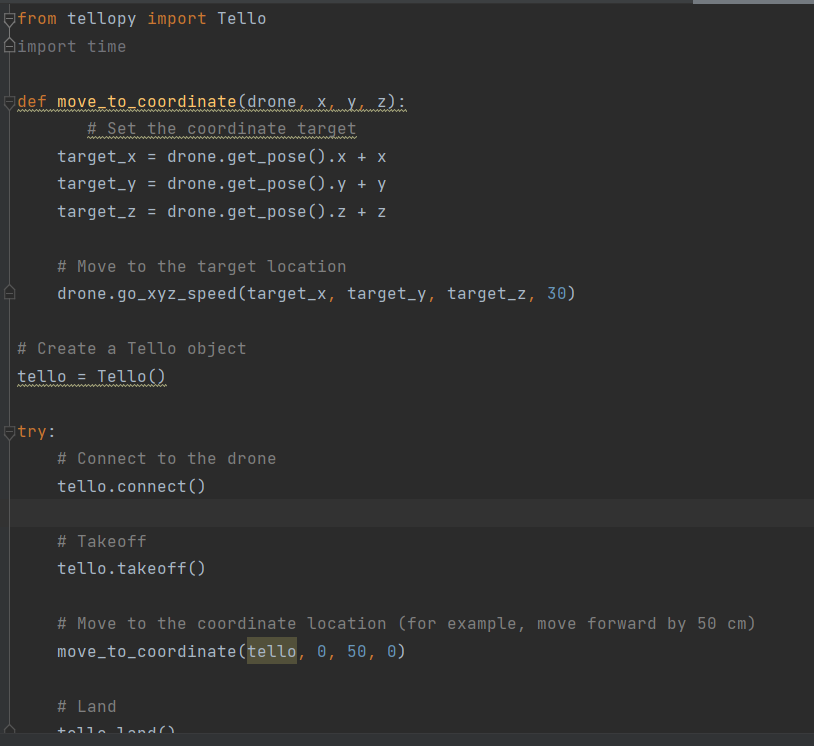 from tellopy import Tello
import time

def move_to_coordinate(drone, x, y, z):
        # Set the coordinate target
    target_x = drone.get_pose().x + x
    target_y = drone.get_pose().y + y
    target_z = drone.get_pose().z + z

    # Move to the target location
    drone.go_xyz_speed(target_x, target_y, target_z, 30)

# Create a Tello object
tello = Tello()

try:
    # Connect to the drone
    tello.connect()

    # Takeoff
    tello.takeoff()

    # Move to the coordinate location (for example, move forward by 50 cm)
    move_to_coordinate(tello, 0, 50, 0)

    # Land
    tello.land()